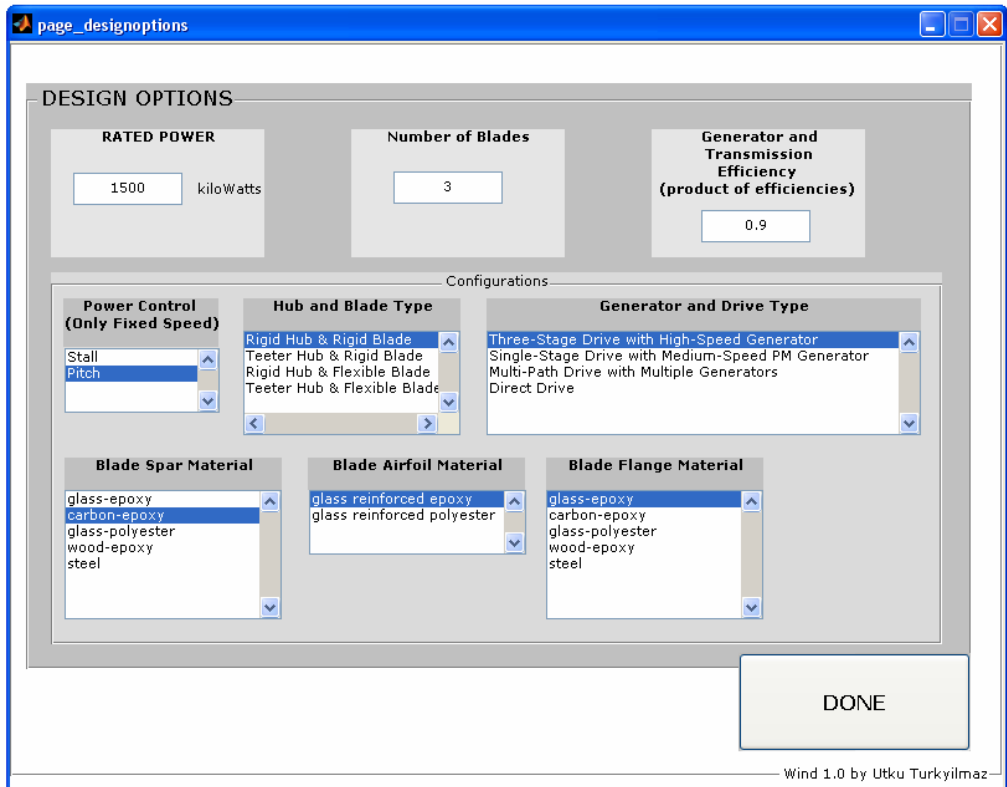 page_designoptions
DESIGN OPTIONS
RATED POWER
1500 kiloWatts
Number of Blades
3
Generator and
Transmission
Efficiency
(product of efficiencies)
0.9
Configurations
Power Control
(Only Fixed Speed)
Stall
Pitch
Hub and Blade Type
Rigid Hub & Rigid Blade
Teeter Hub & Rigid Blade
Rigid Hub & Flexible Blade
Teeter Hub & Flexible Blade
Generator and Drive Type
Three-Stage Drive with High-Speed Generator
Single-Stage Drive with Medium-Speed PM Generator
Multi-Path Drive with Multiple Generators
Direct Drive
Blade Spar Material
glass-epoxy
carbon-epoxy
glass-polyester
wood-epoxy
steel
Blade Airfoil Material
glass reinforced epoxy
glass reinforced polyester
Blade Flange Material
glass-epoxy
carbon-epoxy
glass-polyester
wood-epoxy
steel
DONE
Wind 1.0 by Utku Turkyilmaz